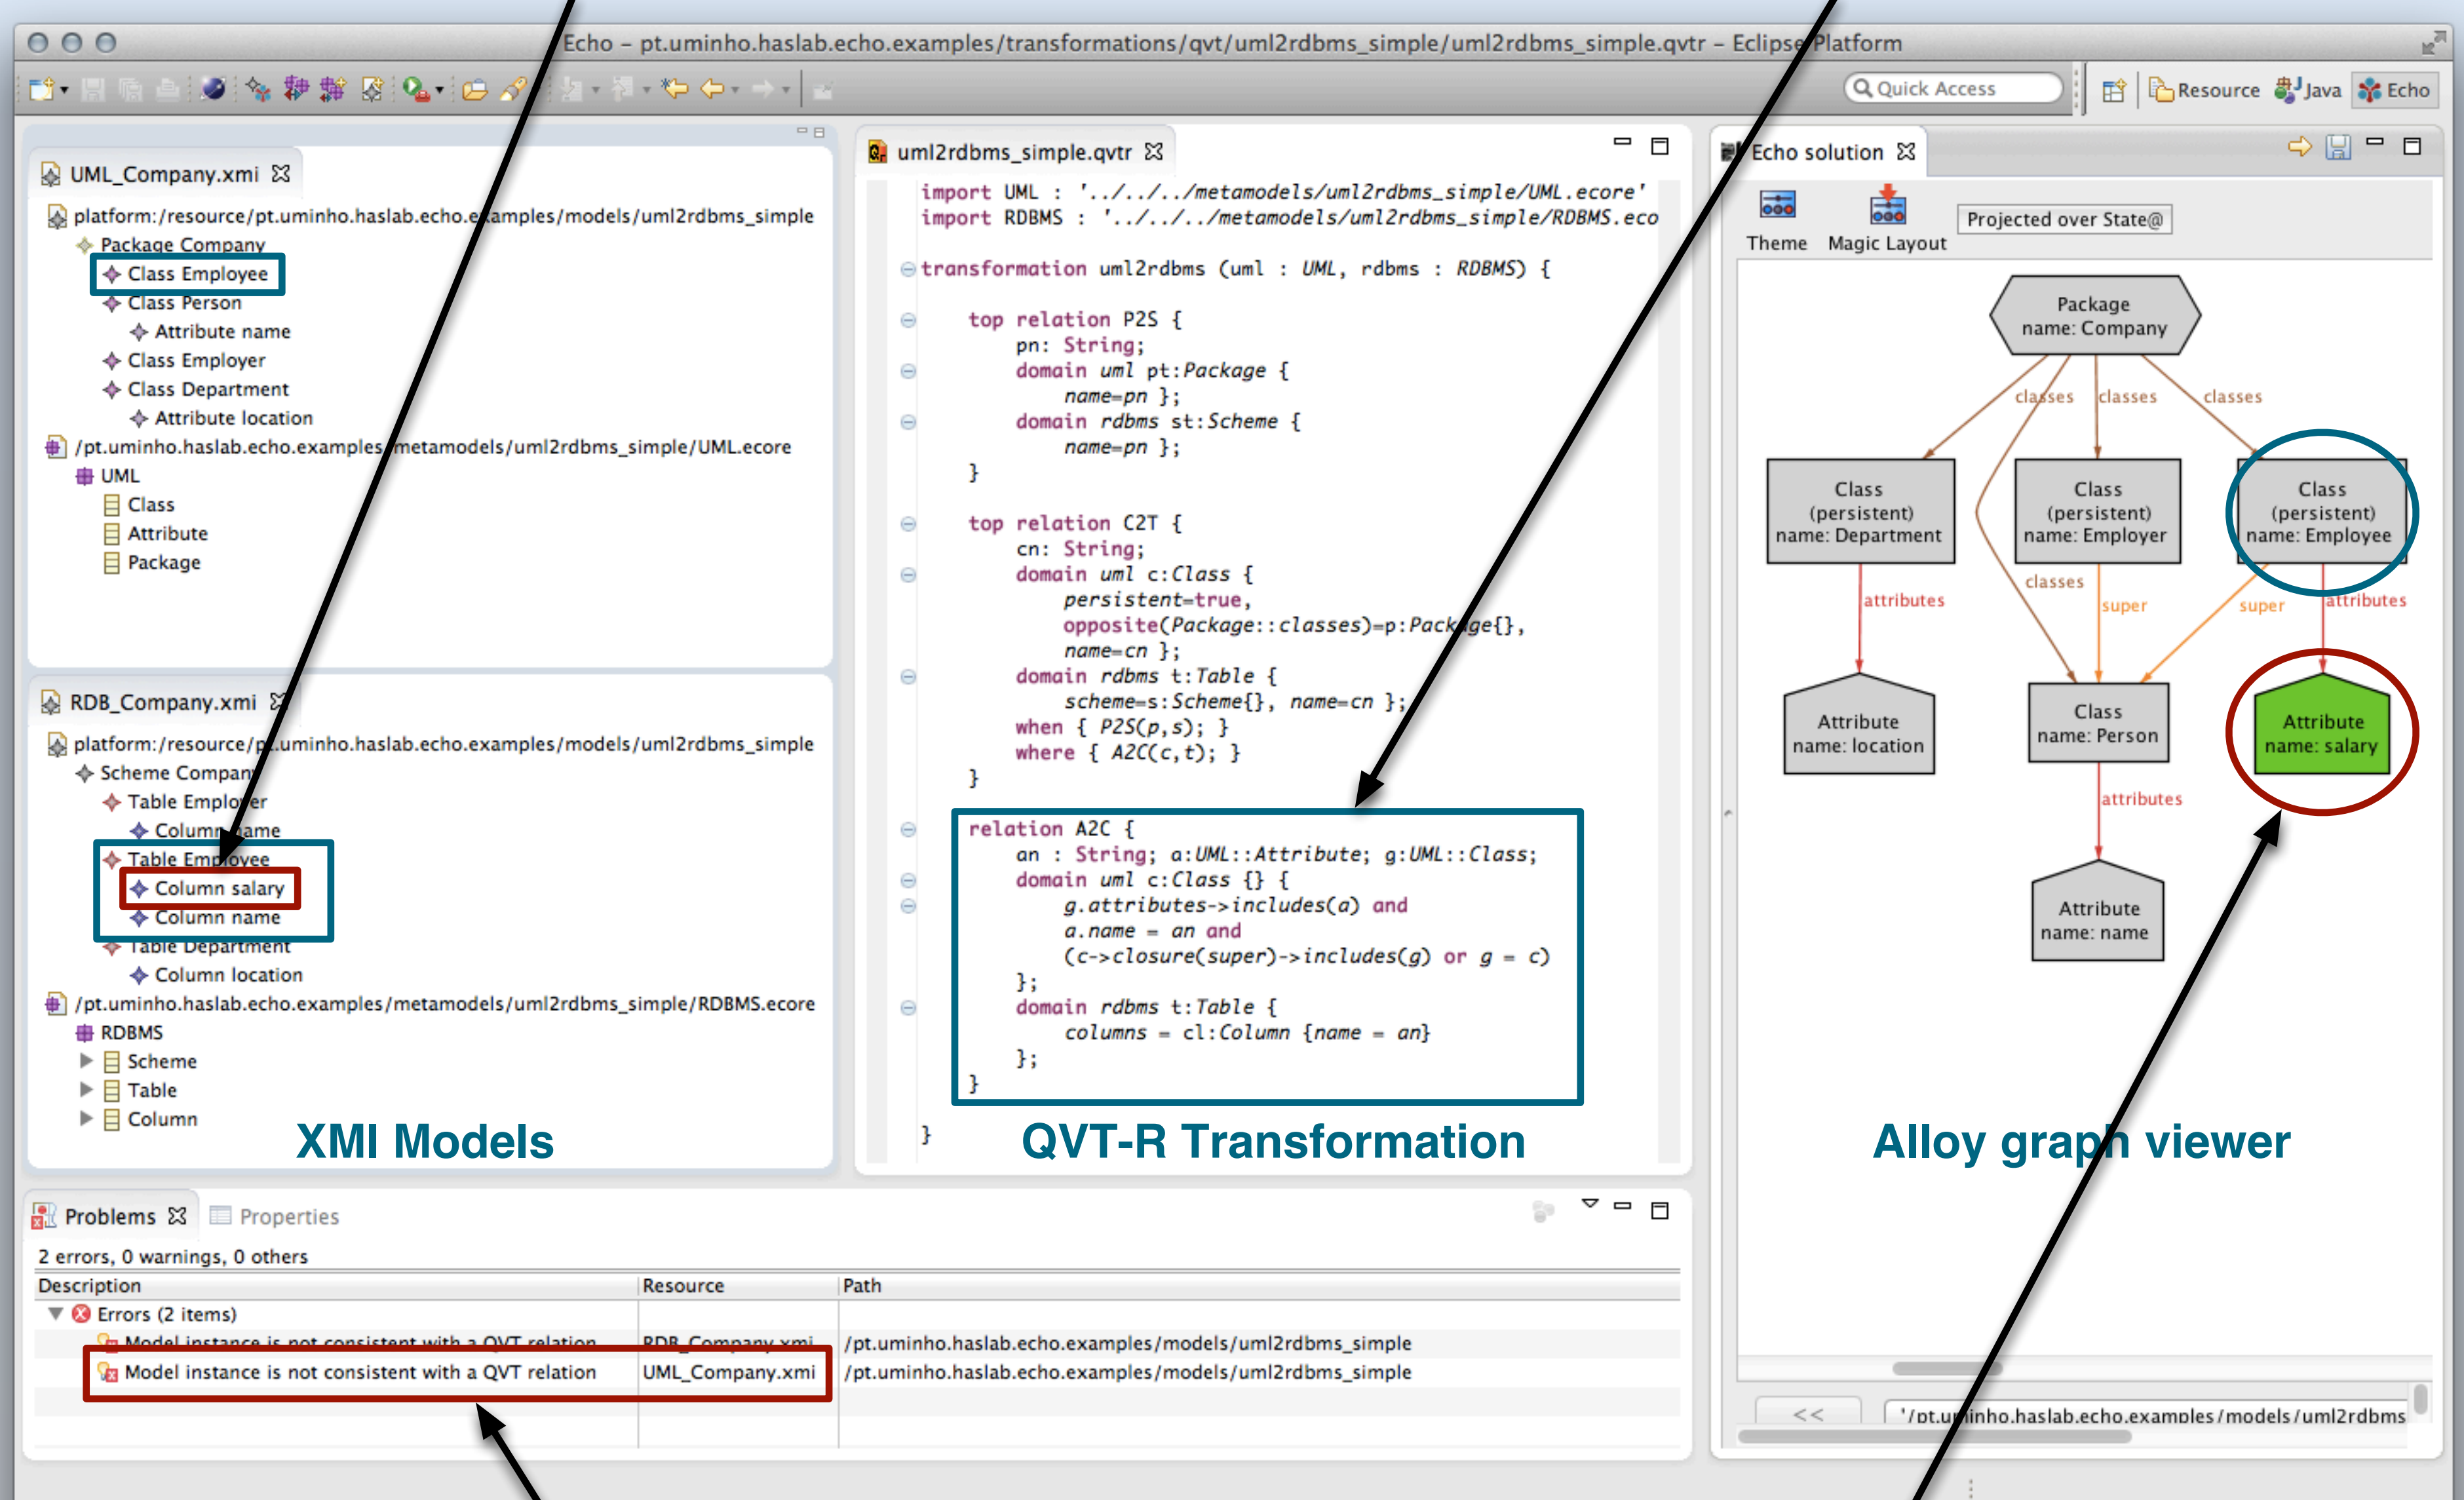 Echo – pt.uminho.haslab.echo.examples/transformations/qvt/uml2rdbms_simple/uml2rdbms_simple.qvtr – Eclipse Platform
Quick Access
Resource
Java
Echo
UML_Company.xmi
platform:/resource/pt.uminho.haslab.echo.examples/models/uml2rdbms_simple
Package Company
Class Employee
Class Person
Attribute name
Class Employer
Class Department
Attribute location
/pt.uminho.haslab.echo.examples/metamodels/uml2rdbms_simple/UML.ecore
UML
Class
Attribute
Package
RDB_Company.xmi
platform:/resource/pt.uminho.haslab.echo.examples/models/uml2rdbms_simple
Scheme Company
Table Employer
Column name
Table Employee
Column salary
Column name
Table Department
Column location
/pt.uminho.haslab.echo.examples/metamodels/uml2rdbms_simple/RDBMS.ecore
RDBMS
Scheme
Table
Column
XMI Models
uml2rdbms_simple.qvtr
import UML : '../../../metamodels/uml2rdbms_simple/UML.ecore'
import RDBMS : '../../../metamodels/uml2rdbms_simple/RDBMS.eco
transformation uml2rdbms (uml : UML, rdbms : RDBMS) {
top relation P2S {
pn: String;
domain uml pt:Package {
name=pn };
domain rdbms st:Scheme {
name=pn };
}
top relation C2T {
cn: String;
domain uml c:Class {
persistent=true,
opposite(Package::classes)=p:Package{},
name=cn };
domain rdbms t:Table {
scheme=s:Scheme{}, name=cn };
when { P2S(p,s); }
where { A2C(c,t); }
}
relation A2C {
an : String; a:UML::Attribute; g:UML::Class;
domain uml c:Class {} {
g.attributes->includes(a) and
a.name = an and
(c->closure(super)->includes(g) or g = c)
};
domain rdbms t:Table {
columns = cl:Column {name = an}
};
}
}
QVT-R Transformation
Echo solution
Theme
Magic Layout
Projected over State@
Package
name: Company
classes
classes
classes
Class
(persistent)
name: Department
Class
(persistent)
name: Employer
Class
(persistent)
name: Employee
classes
attributes
super
super
attributes
Attribute
name: location
Class
name: Person
Attribute
name: salary
attributes
Attribute
name: name
Alloy graph viewer
<<
'/pt.uminho.haslab.echo.examples/models/uml2rdbms
Problems
Properties
2 errors, 0 warnings, 0 others
Description Resource Path
Errors (2 items)
Model instance is not consistent with a QVT relation RDB_Company.xmi /pt.uminho.haslab.echo.examples/models/uml2rdbms_simple
Model instance is not consistent with a QVT relation UML_Company.xmi /pt.uminho.haslab.echo.examples/models/uml2rdbms_simple